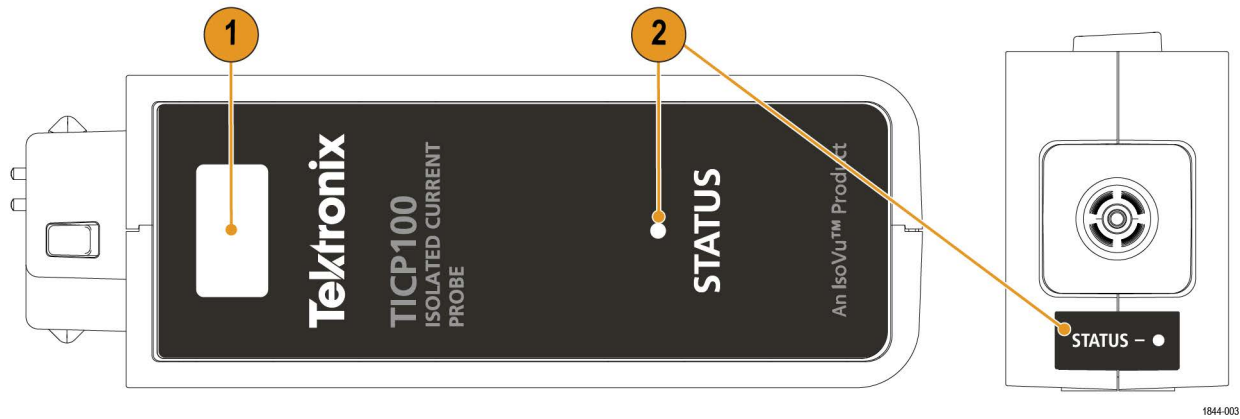 1
2
Tektronix
TICP100
ISOLATED CURRENT
PROBE
STATUS
An IsoVu™ Product
STATUS –
1844-003